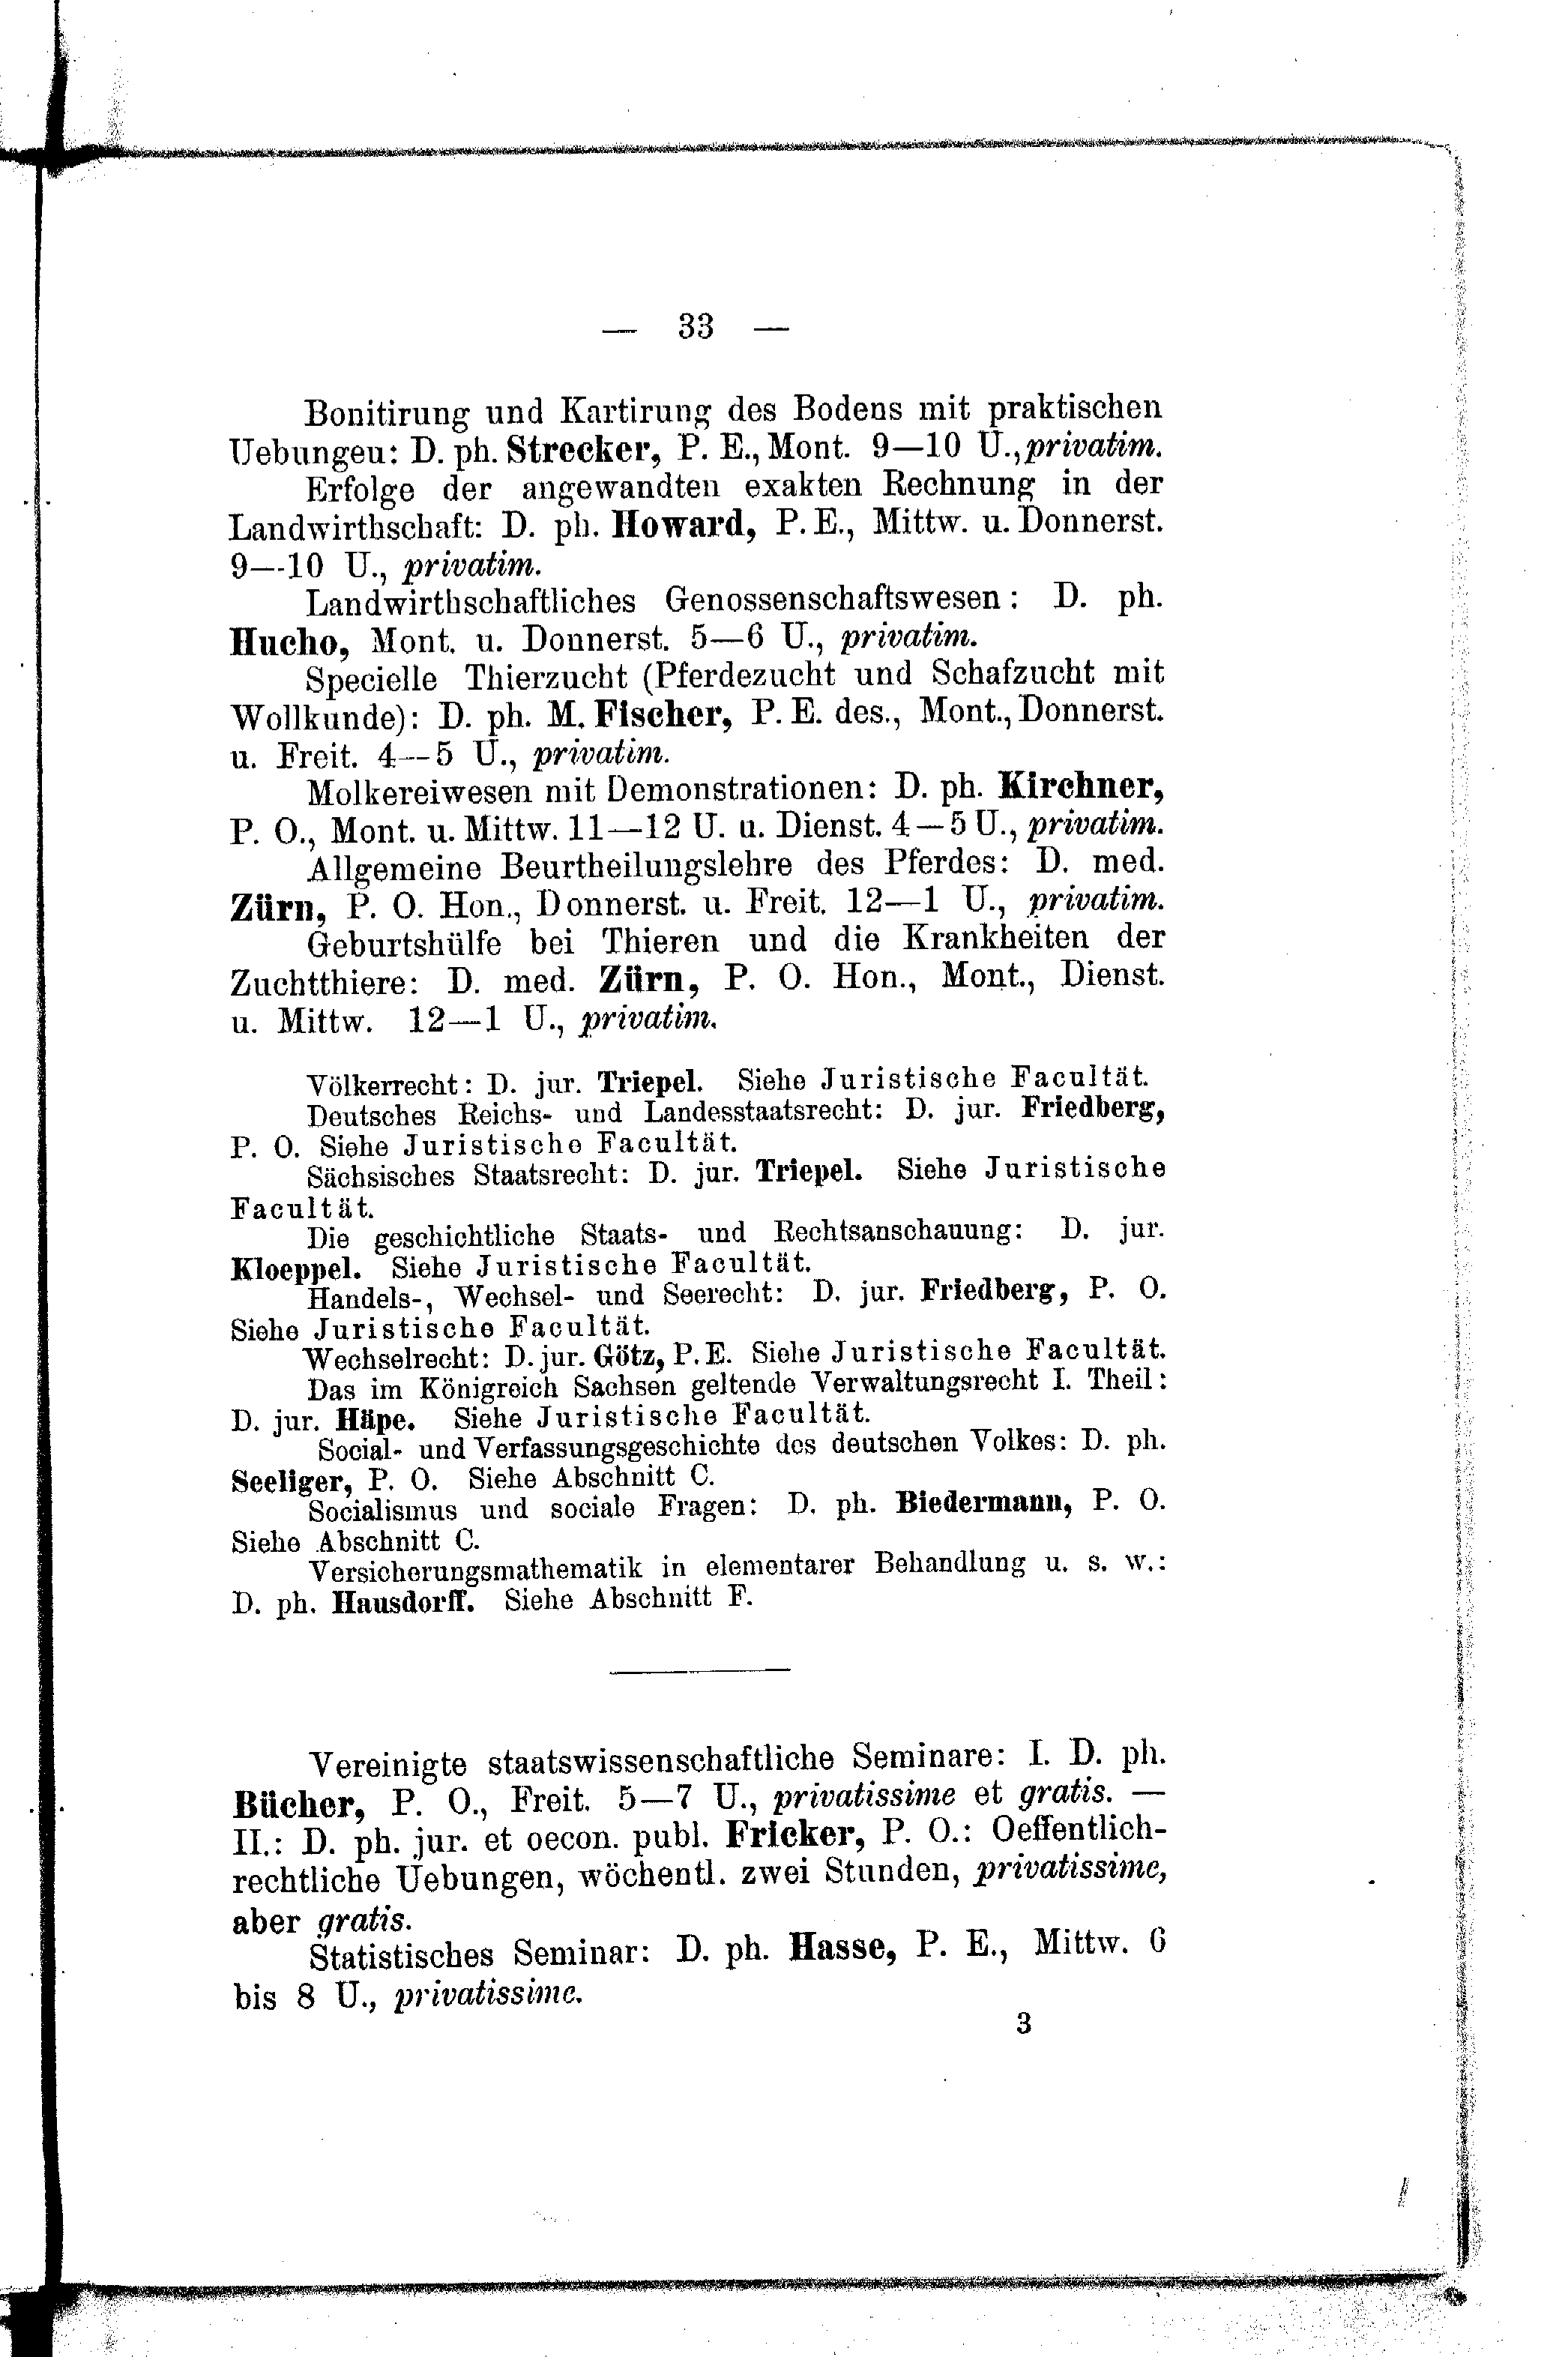 — 33 —
Bonitirung und Kartirung des Bodens mit praktischen
Uebungen: D. ph. Strecker, P. E., Mont. 9—10 U., privatim.
Erfolge der angewandten exakten Rechnung in der
Landwirthschaft: D. ph. Howard, P. E., Mittw. u. Donnerst.
9—10 U., privatim.
Landwirthschaftliches Genossenschaftswesen: D. ph.
Hucho, Mont. u. Donnerst. 5—6 U., privatim.
Specielle Thierzucht (Pferdezucht und Schafzucht mit
Wollkunde): D. ph. M. Fischer, P. E. des., Mont., Donnerst.
u. Freit. 4—5 U., privatim.
Molkereiwesen mit Demonstrationen: D. ph. Kirchner,
P. O., Mont. u. Mittw. 11—12 U. u. Dienst. 4—5 U., privatim.
Allgemeine Beurtheilungslehre des Pferdes: D. med.
Zürn, P. O. Hon., Donnerst. u. Freit. 12—1 U., privatim.
Geburtshülfe bei Thieren und die Krankheiten der
Zuchtthiere: D. med. Zürn, P. O. Hon., Mont., Dienst.
u. Mittw. 12—1 U., privatim.
Völkerrecht: D. jur. Triepel. Siehe Juristische Facultät.
Deutsches Reichs- und Landesstaatsrecht: D. jur. Friedberg,
P. O. Siehe Juristische Facultät.
Sächsisches Staatsrecht: D. jur. Triepel. Siehe Juristische
Facultät.
Die geschichtliche Staats- und Rechtsanschauung: D. jur.
Kloeppel. Siehe Juristische Facultät.
Handels-, Wechsel- und Seerecht: D. jur. Friedberg, P. O.
Siehe Juristische Facultät.
Wechselrecht: D. jur. Götz, P. E. Siehe Juristische Facultät.
Das im Königreich Sachsen geltende Verwaltungsrecht I. Theil:
D. jur. Häpe. Siehe Juristische Facultät.
Social- und Verfassungsgeschichte des deutschen Volkes: D. ph.
Seeliger, P. O. Siehe Abschnitt C.
Socialismus und sociale Fragen: D. ph. Biedermann, P. O.
Siehe Abschnitt C.
Versicherungsmathematik in elementarer Behandlung u. s. w.:
D. ph. Hausdorff. Siehe Abschnitt F.
Vereinigte staatswissenschaftliche Seminare: I. D. ph.
Bücher, P. O., Freit. 5—7 U., privatissime et gratis. —
II.: D. ph. jur. et oecon. publ. Fricker, P. O.: Oeffentlich-
rechtliche Uebungen, wöchentl. zwei Stunden, privatissime,
aber gratis.
Statistisches Seminar: D. ph. Hasse, P. E., Mittw. 6
bis 8 U., privatissime.
3